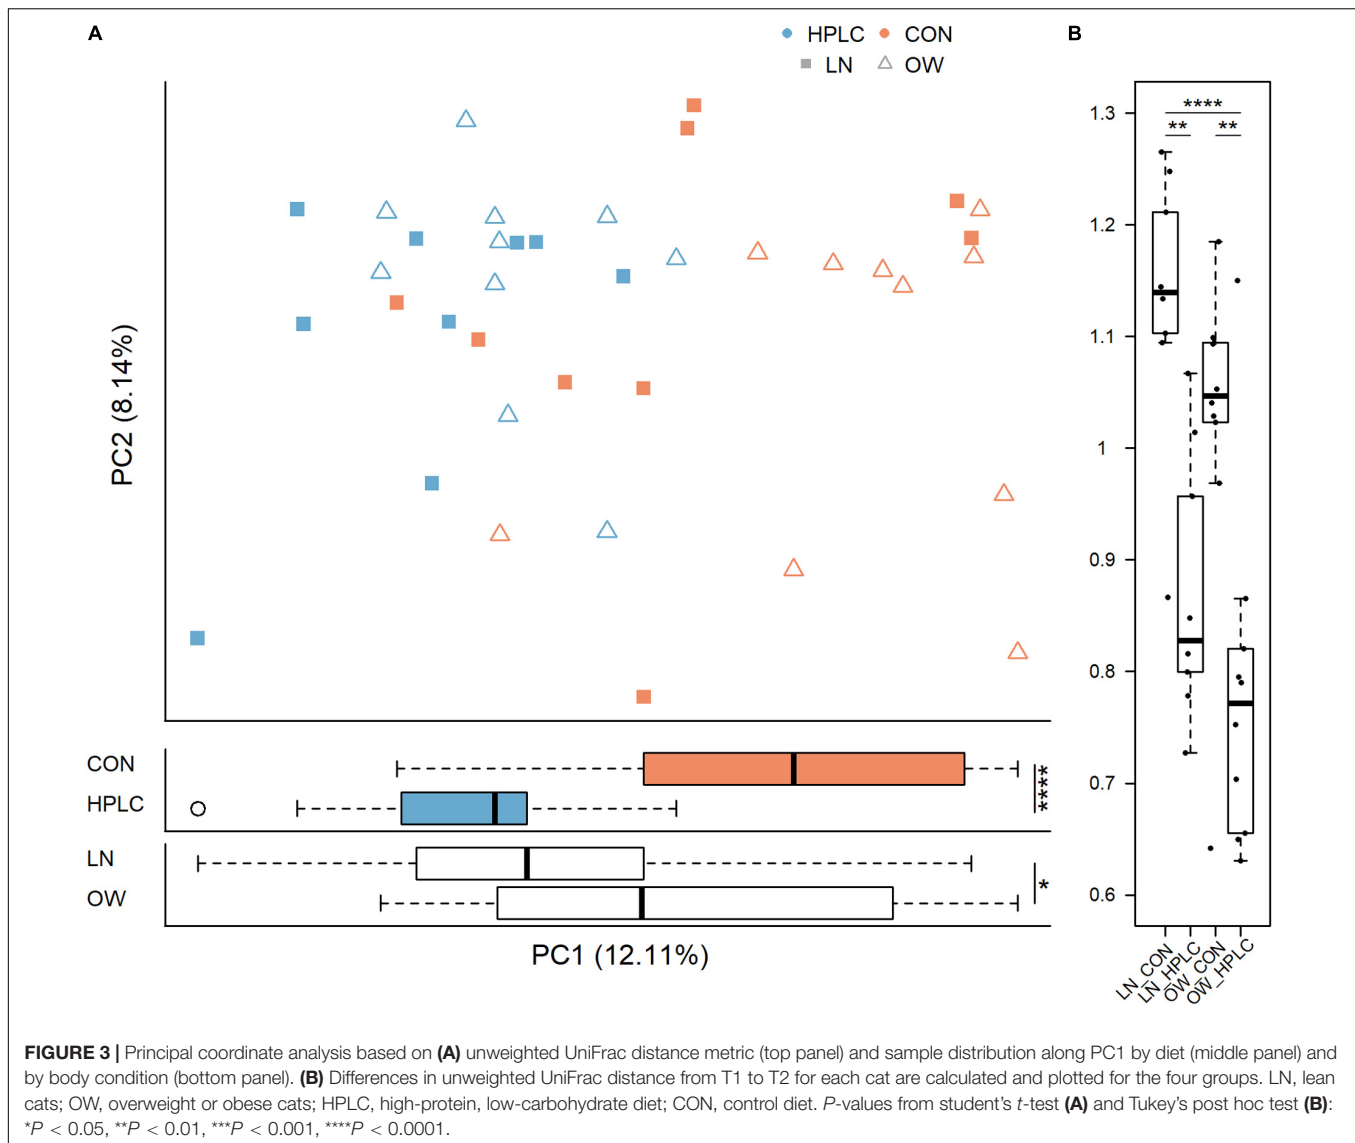 A
HPLC CON
LN OW
B
PC2 (8.14%)
CON
HPLC
****
LN
OW
*
PC1 (12.11%)
****
** **
1.3
1.2
1.1
1
0.9
0.8
0.7
0.6
LN_CON
LN_HPLC
OW_CON
OW_HPLC
FIGURE 3 | Principal coordinate analysis based on (A) unweighted UniFrac distance metric (top panel) and sample distribution along PC1 by diet (middle panel) and
by body condition (bottom panel). (B) Differences in unweighted UniFrac distance from T1 to T2 for each cat are calculated and plotted for the four groups. LN, lean
cats; OW, overweight or obese cats; HPLC, high-protein, low-carbohydrate diet; CON, control diet. P-values from student's t-test (A) and Tukey's post hoc test (B):
*P < 0.05, **P < 0.01, ***P < 0.001, ****P < 0.0001.